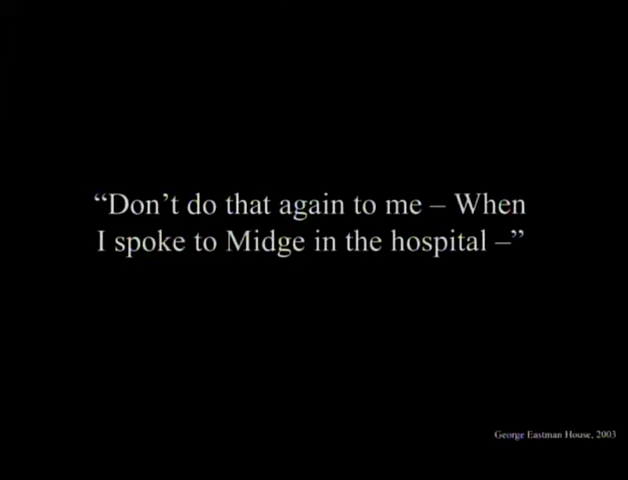 “Don’t do that again to me – When
I spoke to Midge in the hospital –”
George Eastman House, 2003